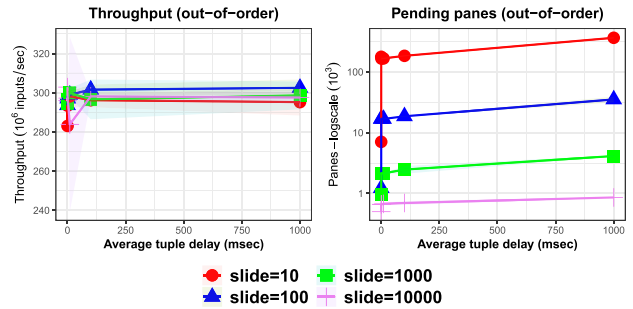 Throughput (out-of-order)
Throughput (10⁶ inputs/sec)
320
300
280
260
240
0
250
500
750
1000
Average tuple delay (msec)
Pending panes (out-of-order)
Panes-logscale (10³)
100
10
1
0
250
500
750
1000
Average tuple delay (msec)
slide=10
slide=1000
slide=100
slide=10000